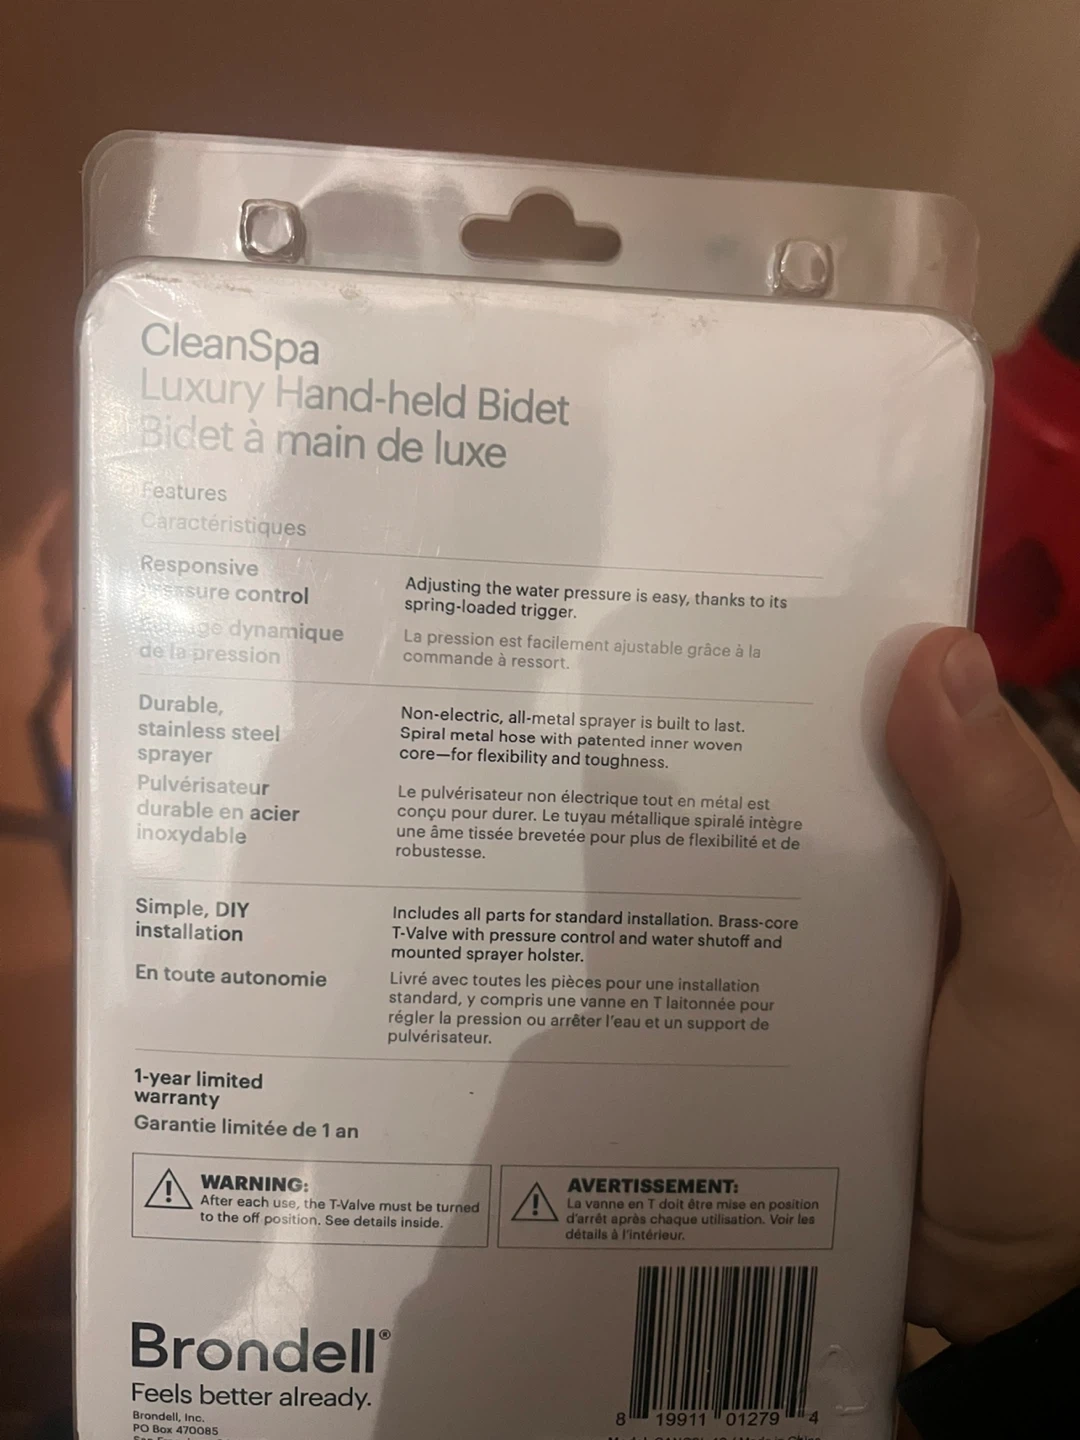 CleanSpa
Luxury Hand-held Bidet
Bidet à main de luxe
Features
Caractéristiques
Responsive
pressure control
dynamique
de la pression
Adjusting the water pressure is easy, thanks to its
spring-loaded trigger.
La pression est facilement ajustable grâce à la
commande à ressort.
Durable,
stainless steel
sprayer
Pulvérisateur
durable en acier
inoxydable
Non-electric, all-metal sprayer is built to last.
Spiral metal hose with patented inner woven
core—for flexibility and toughness.
Le pulvérisateur non électrique tout en métal est
conçu pour durer. Le tuyau métallique spiralé intègre
une âme tissée brevetée pour plus de flexibilité et de
robustesse.
Simple, DIY
installation
En toute autonomie
Includes all parts for standard installation. Brass-core
T-Valve with pressure control and water shutoff and
mounted sprayer holster.
Livré avec toutes les pièces pour une installation
standard, y compris une vanne en T laitonnée pour
régler la pression ou arrêter l'eau et un support de
pulvérisateur.
1-year limited
warranty
Garantie limitée de 1 an
WARNING:
After each use, the T-Valve must be turned
to the off position. See details inside.
AVERTISSEMENT:
La vanne en T doit être mise en position
d'arrêt après chaque utilisation. Voir les
détails à l'intérieur.
Brondell®
Feels better already.
Brondell, Inc.
PO Box 470085
8 19911 01279 4